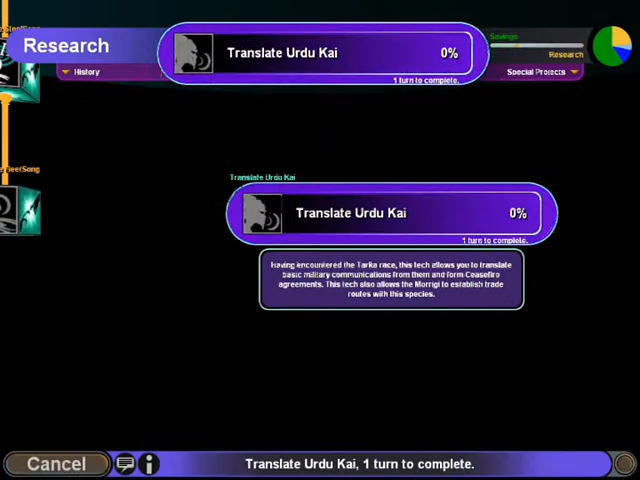 Research
Translate Urdu Kai 0%
1 turn to complete.
Savings
Research
History
Special Projects
FleetSong
Translate Urdu Kai
Translate Urdu Kai 0%
1 turn to complete.
Having encountered the Tarka race, this tech allows you to translate
basic military communications from them and form Ceasefire
agreements. This tech also allows the Morrigi to establish trade
routes with this species.
Cancel
Translate Urdu Kai, 1 turn to complete.